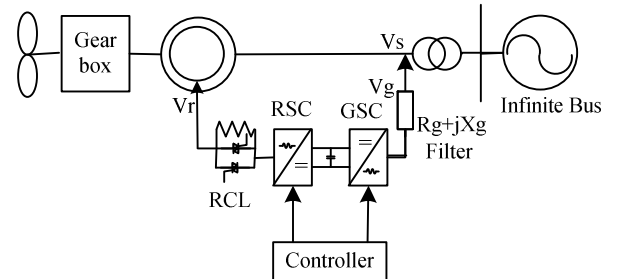 Gear
box
Vs
Vg
Vr
RSC
GSC
Infinite Bus
Rg+jXg
Filter
RCL
Controller